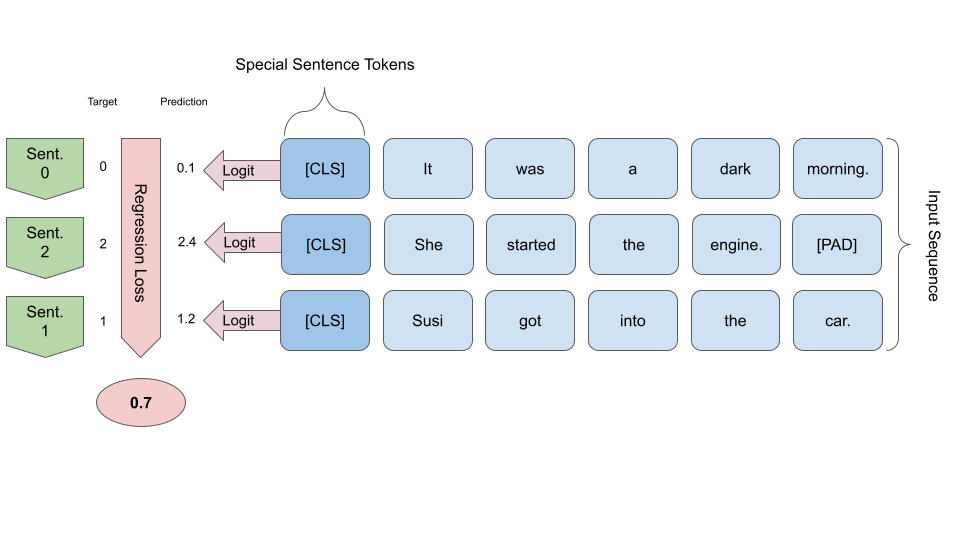 Special Sentence Tokens
Target Prediction
Sent. 0 0 0.1 Logit [CLS] It was a dark morning.
Sent. 2 2 2.4 Logit [CLS] She started the engine. [PAD]
Sent. 1 1 1.2 Logit [CLS] Susi got into the car.
Regression Loss
Input Sequence
0.7